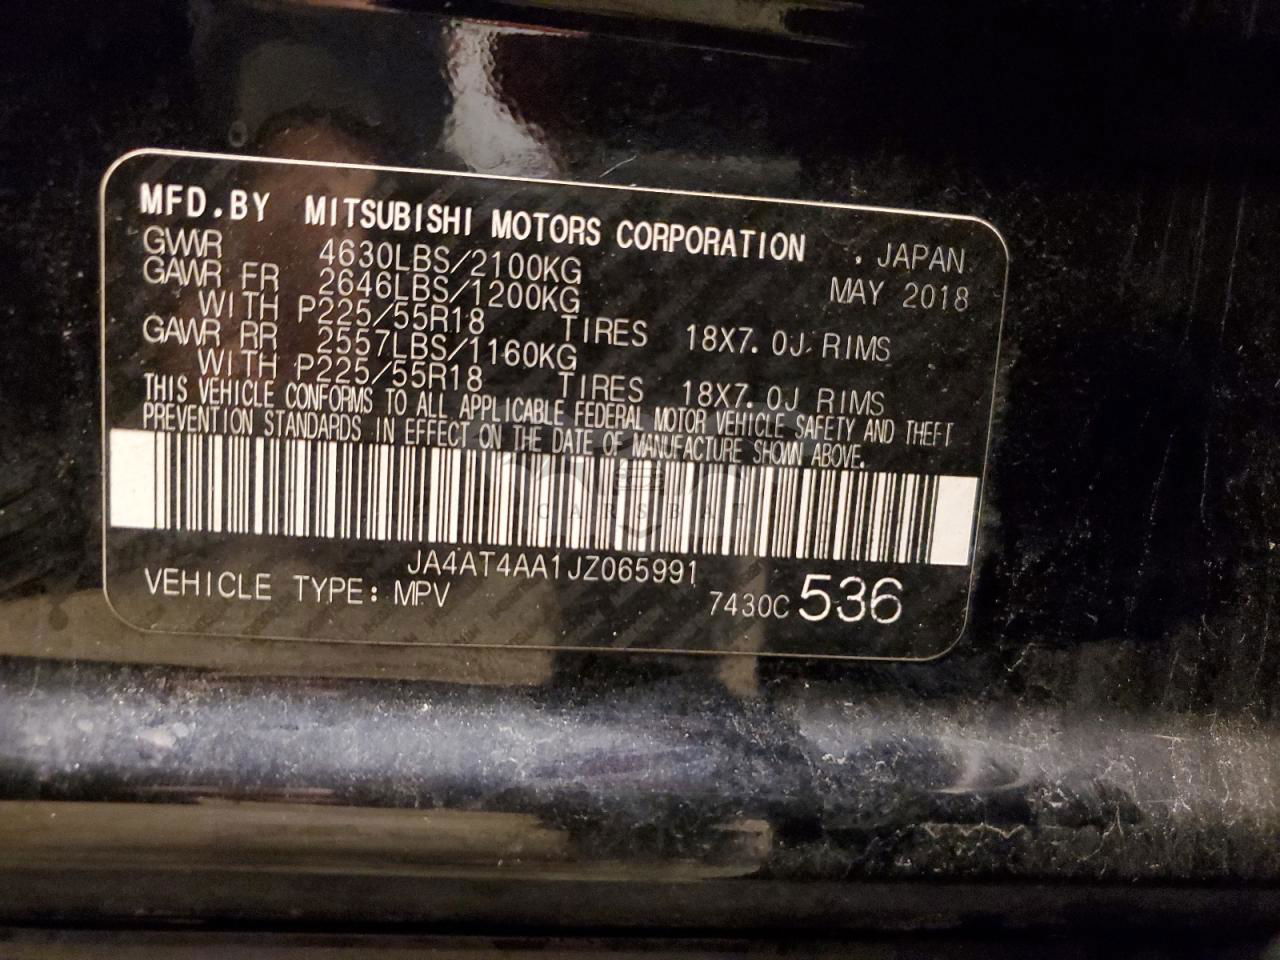 MFD.BY MITSUBISHI MOTORS CORPORATION . JAPAN
GVWR 4630LBS/2100KG MAY 2018
GAWR FR 2646LBS/1200KG
WITH P225/55R18 TIRES 18X7.0J RIMS
GAWR RR 2557LBS/1160KG
WITH P225/55R18 TIRES 18X7.0J RIMS
THIS VEHICLE CONFORMS TO ALL APPLICABLE FEDERAL MOTOR VEHICLE SAFETY AND THEFT
PREVENTION STANDARDS IN EFFECT ON THE DATE OF MANUFACTURE SHOWN ABOVE.
CARSBAT
JA4AT4AA1JZ065991
VEHICLE TYPE: MPV 7430C 536